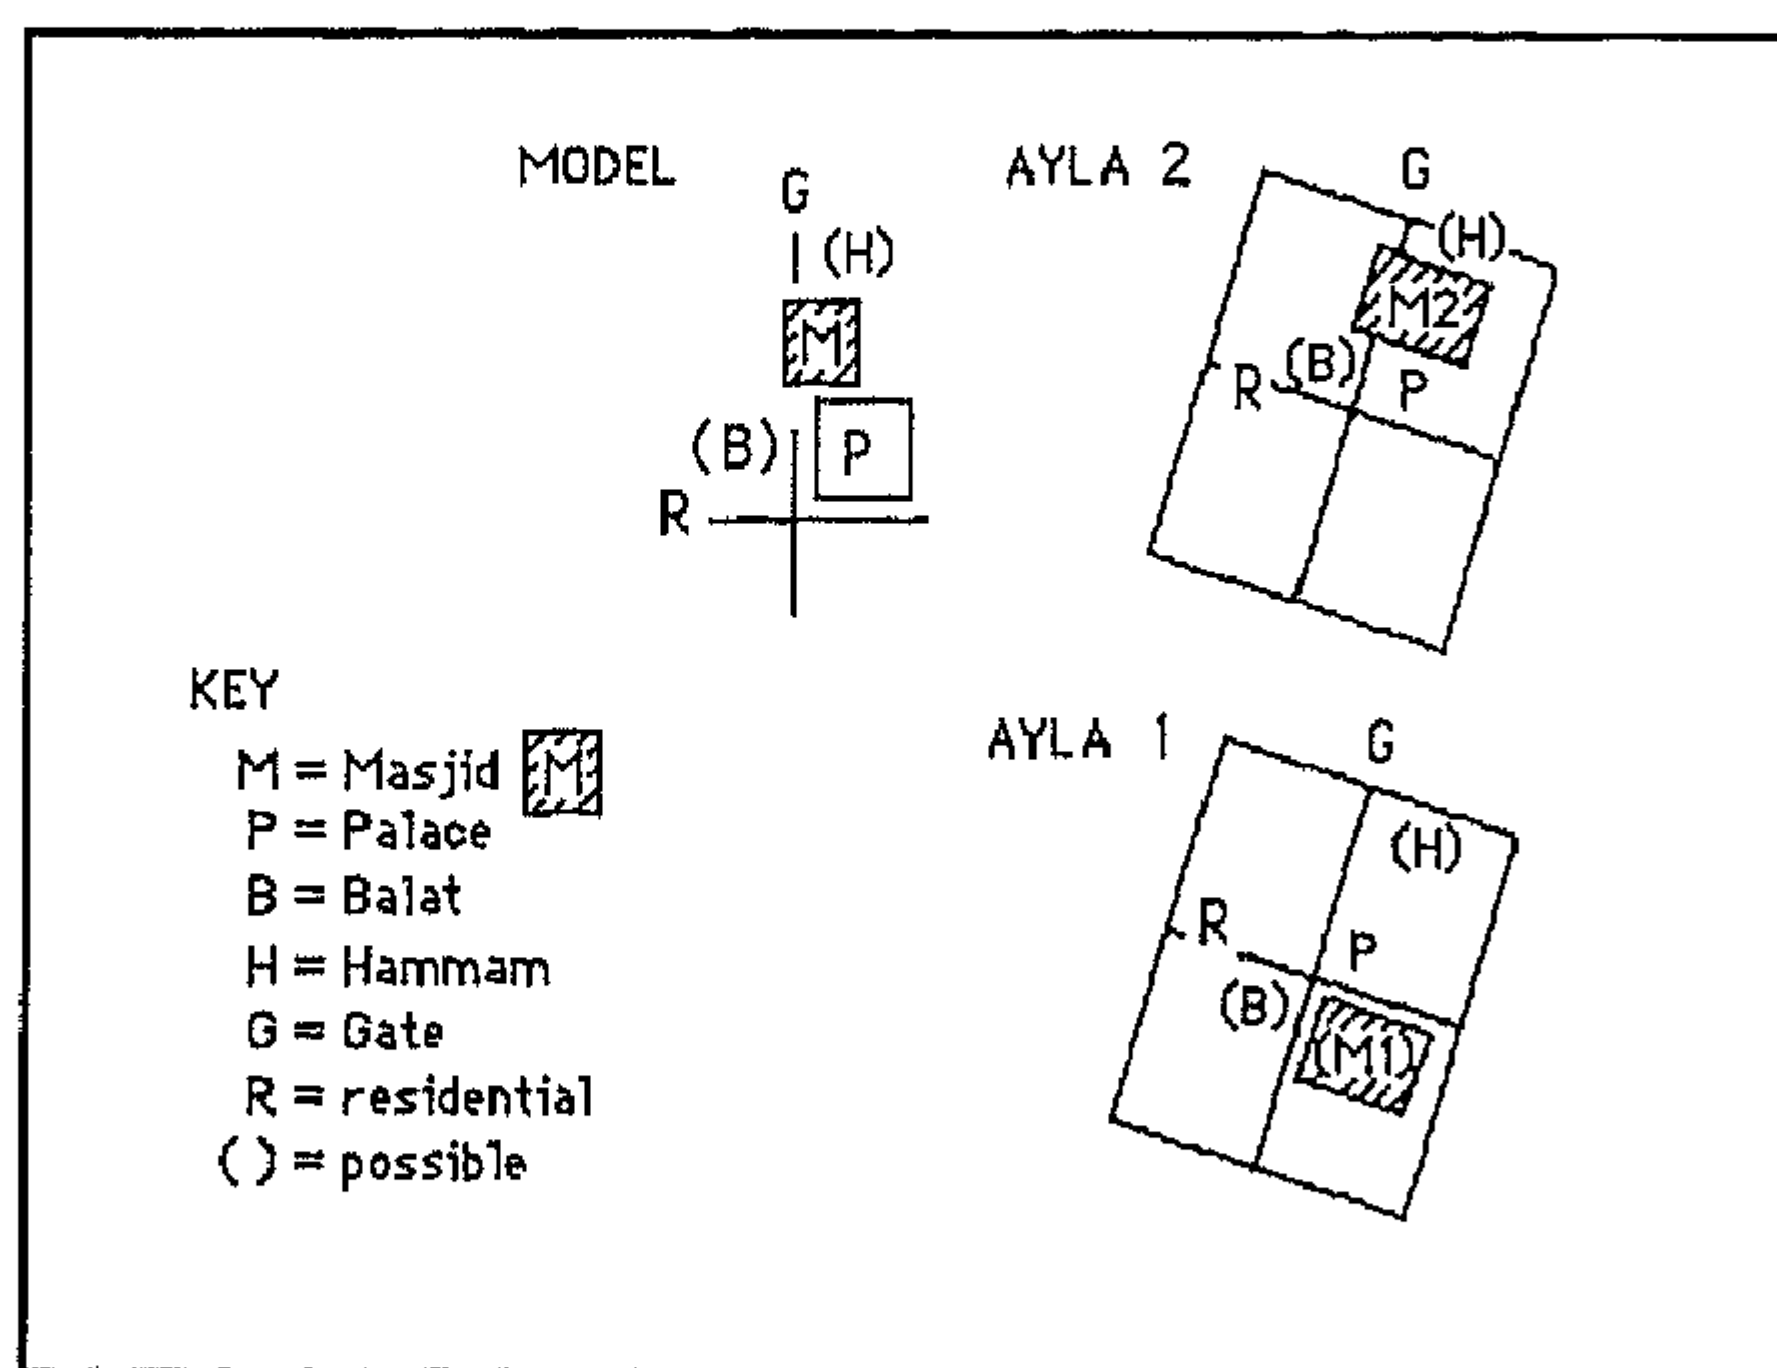 MODEL
G
(H)
M
(B)
P
R
AYLA 2
G
(H)
M2
(B)
R
P
KEY
M = Masjid M
P = Palace
B = Balat
H = Hammam
G = Gate
R = residential
( ) = possible
AYLA 1
G
(H)
R
P
(B)
(M1)